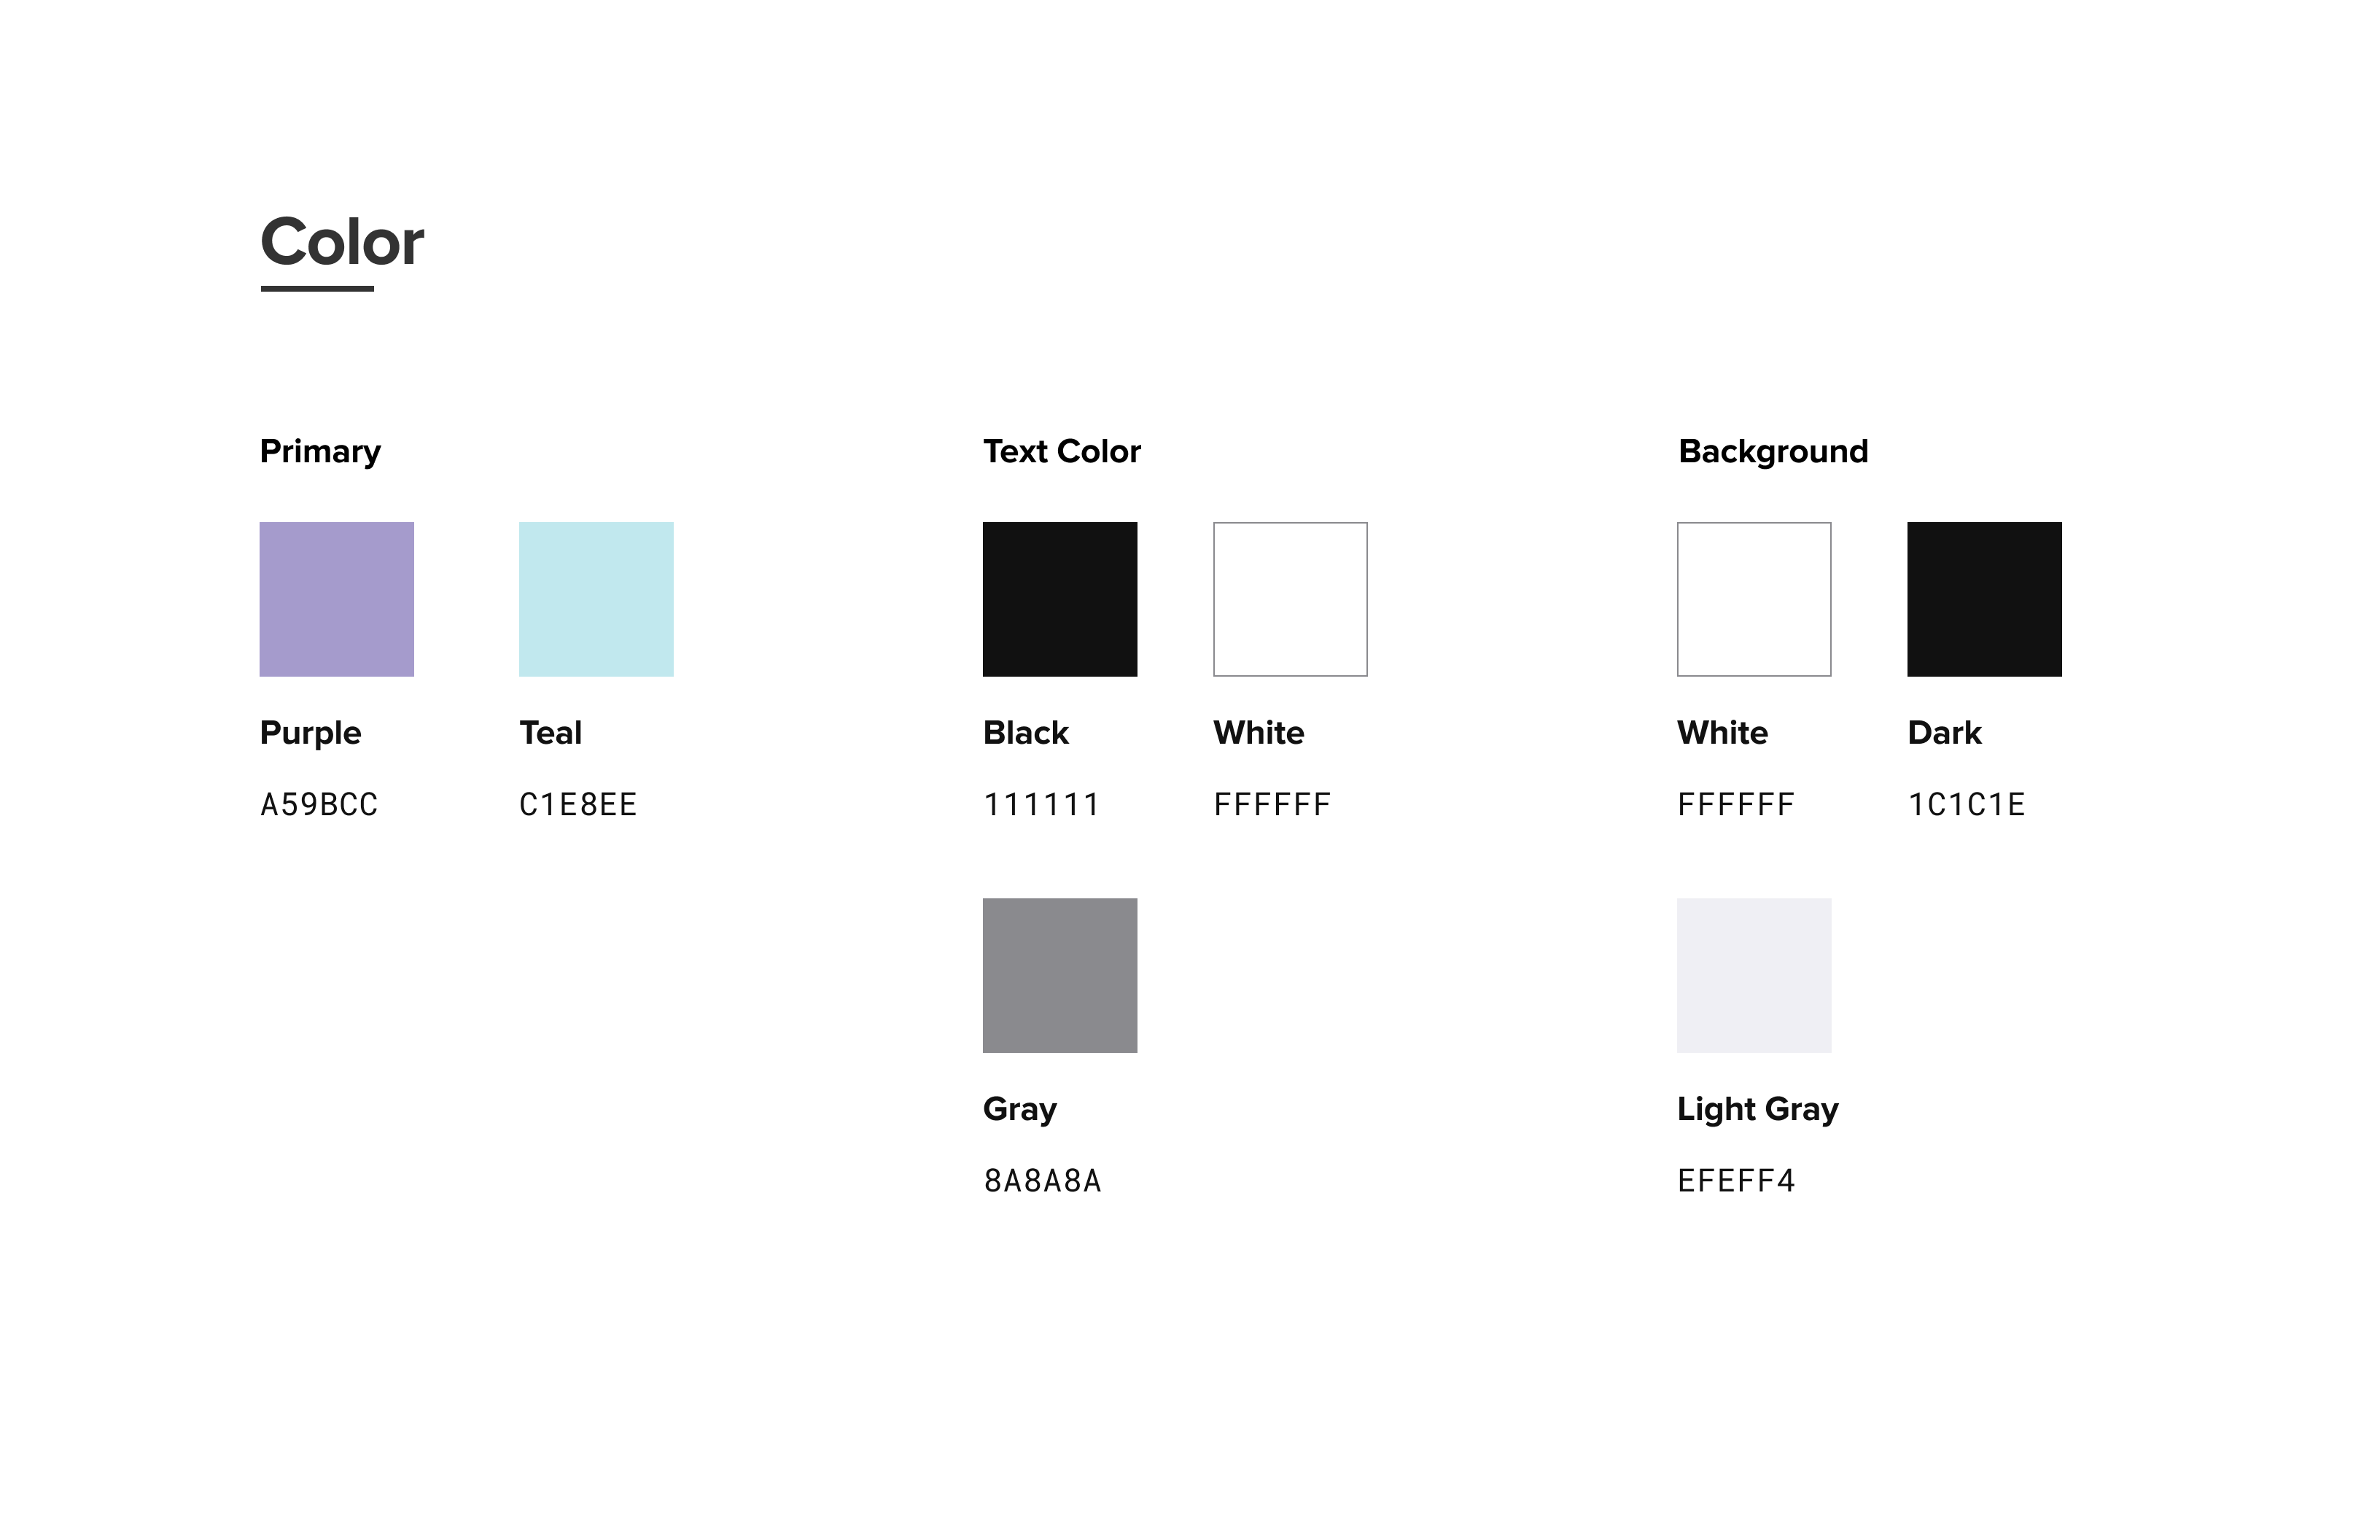 Color
Primary
Purple
A59BCC
Teal
C1E8EE
Text Color
Black
111111
White
FFFFFF
Gray
8A8A8A
Background
White
FFFFFF
Dark
1C1C1E
Light Gray
EFEFF4